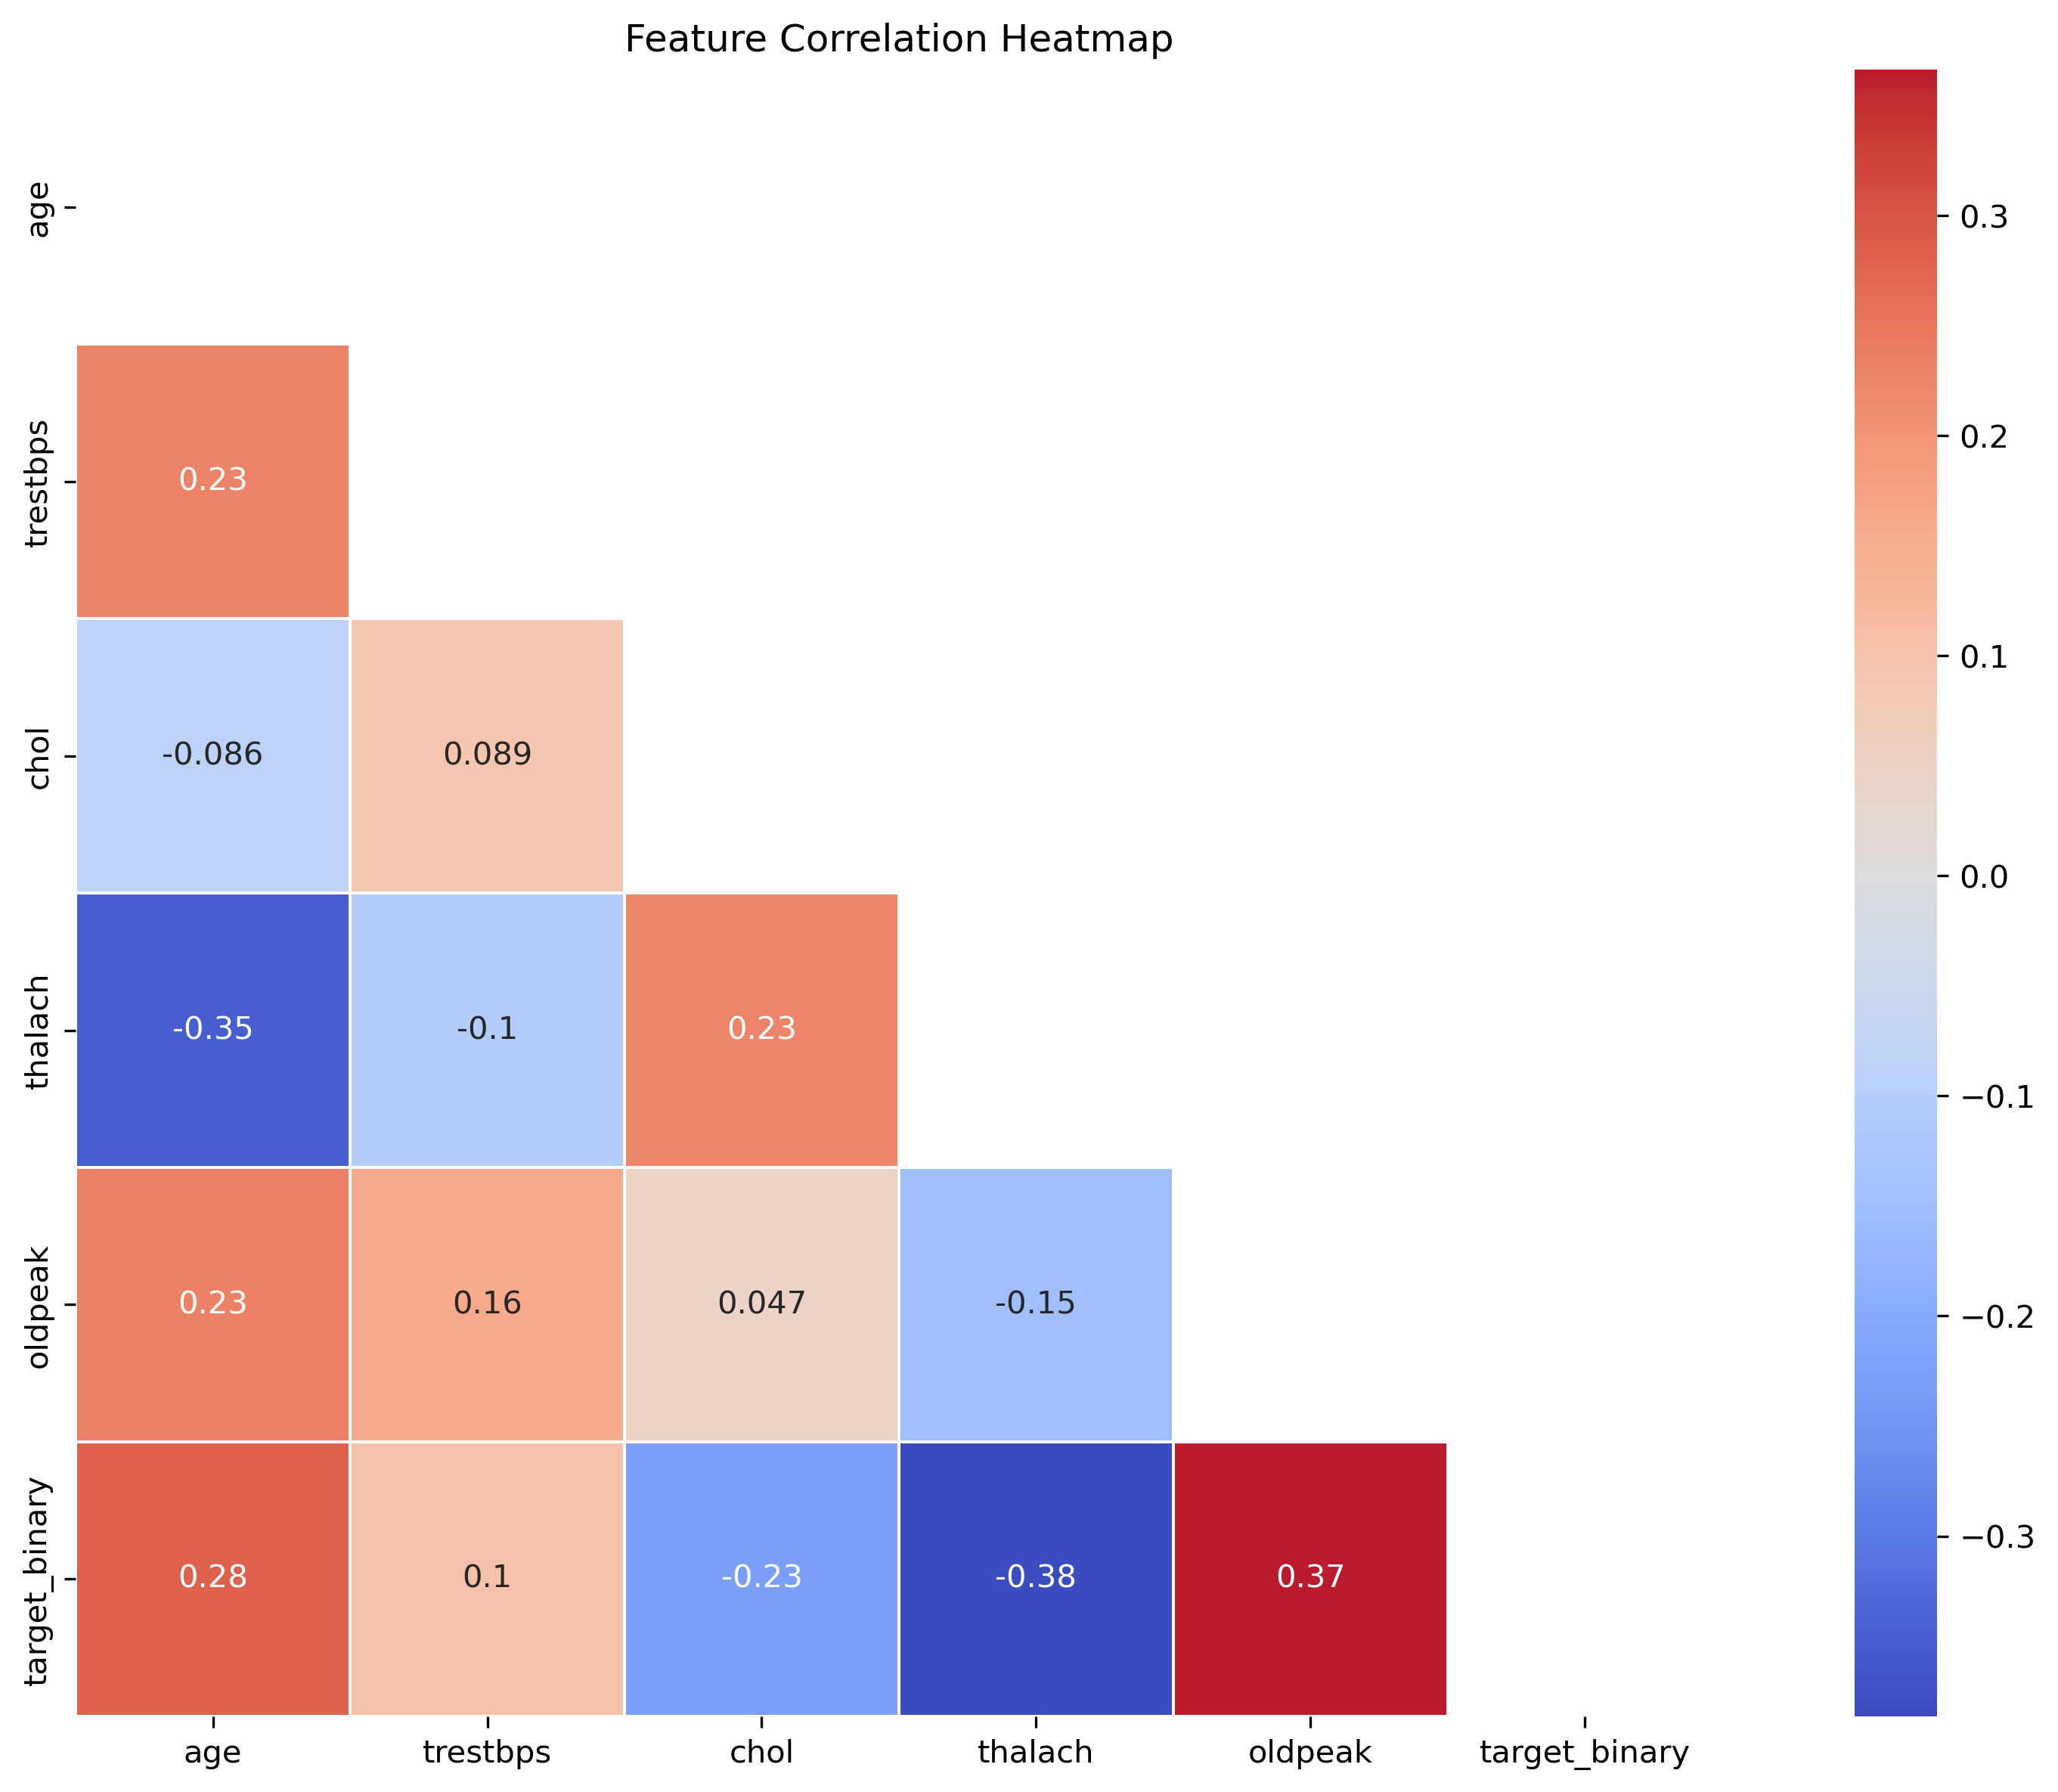 Feature Correlation Heatmap
age
trestbps
0.23
chol
-0.086 0.089
thalach
-0.35 -0.1 0.23
oldpeak
0.23 0.16 0.047 -0.15
target_binary
0.28 0.1 -0.23 -0.38 0.37
age trestbps chol thalach oldpeak target_binary
0.3
0.2
0.1
0.0
−0.1
−0.2
−0.3